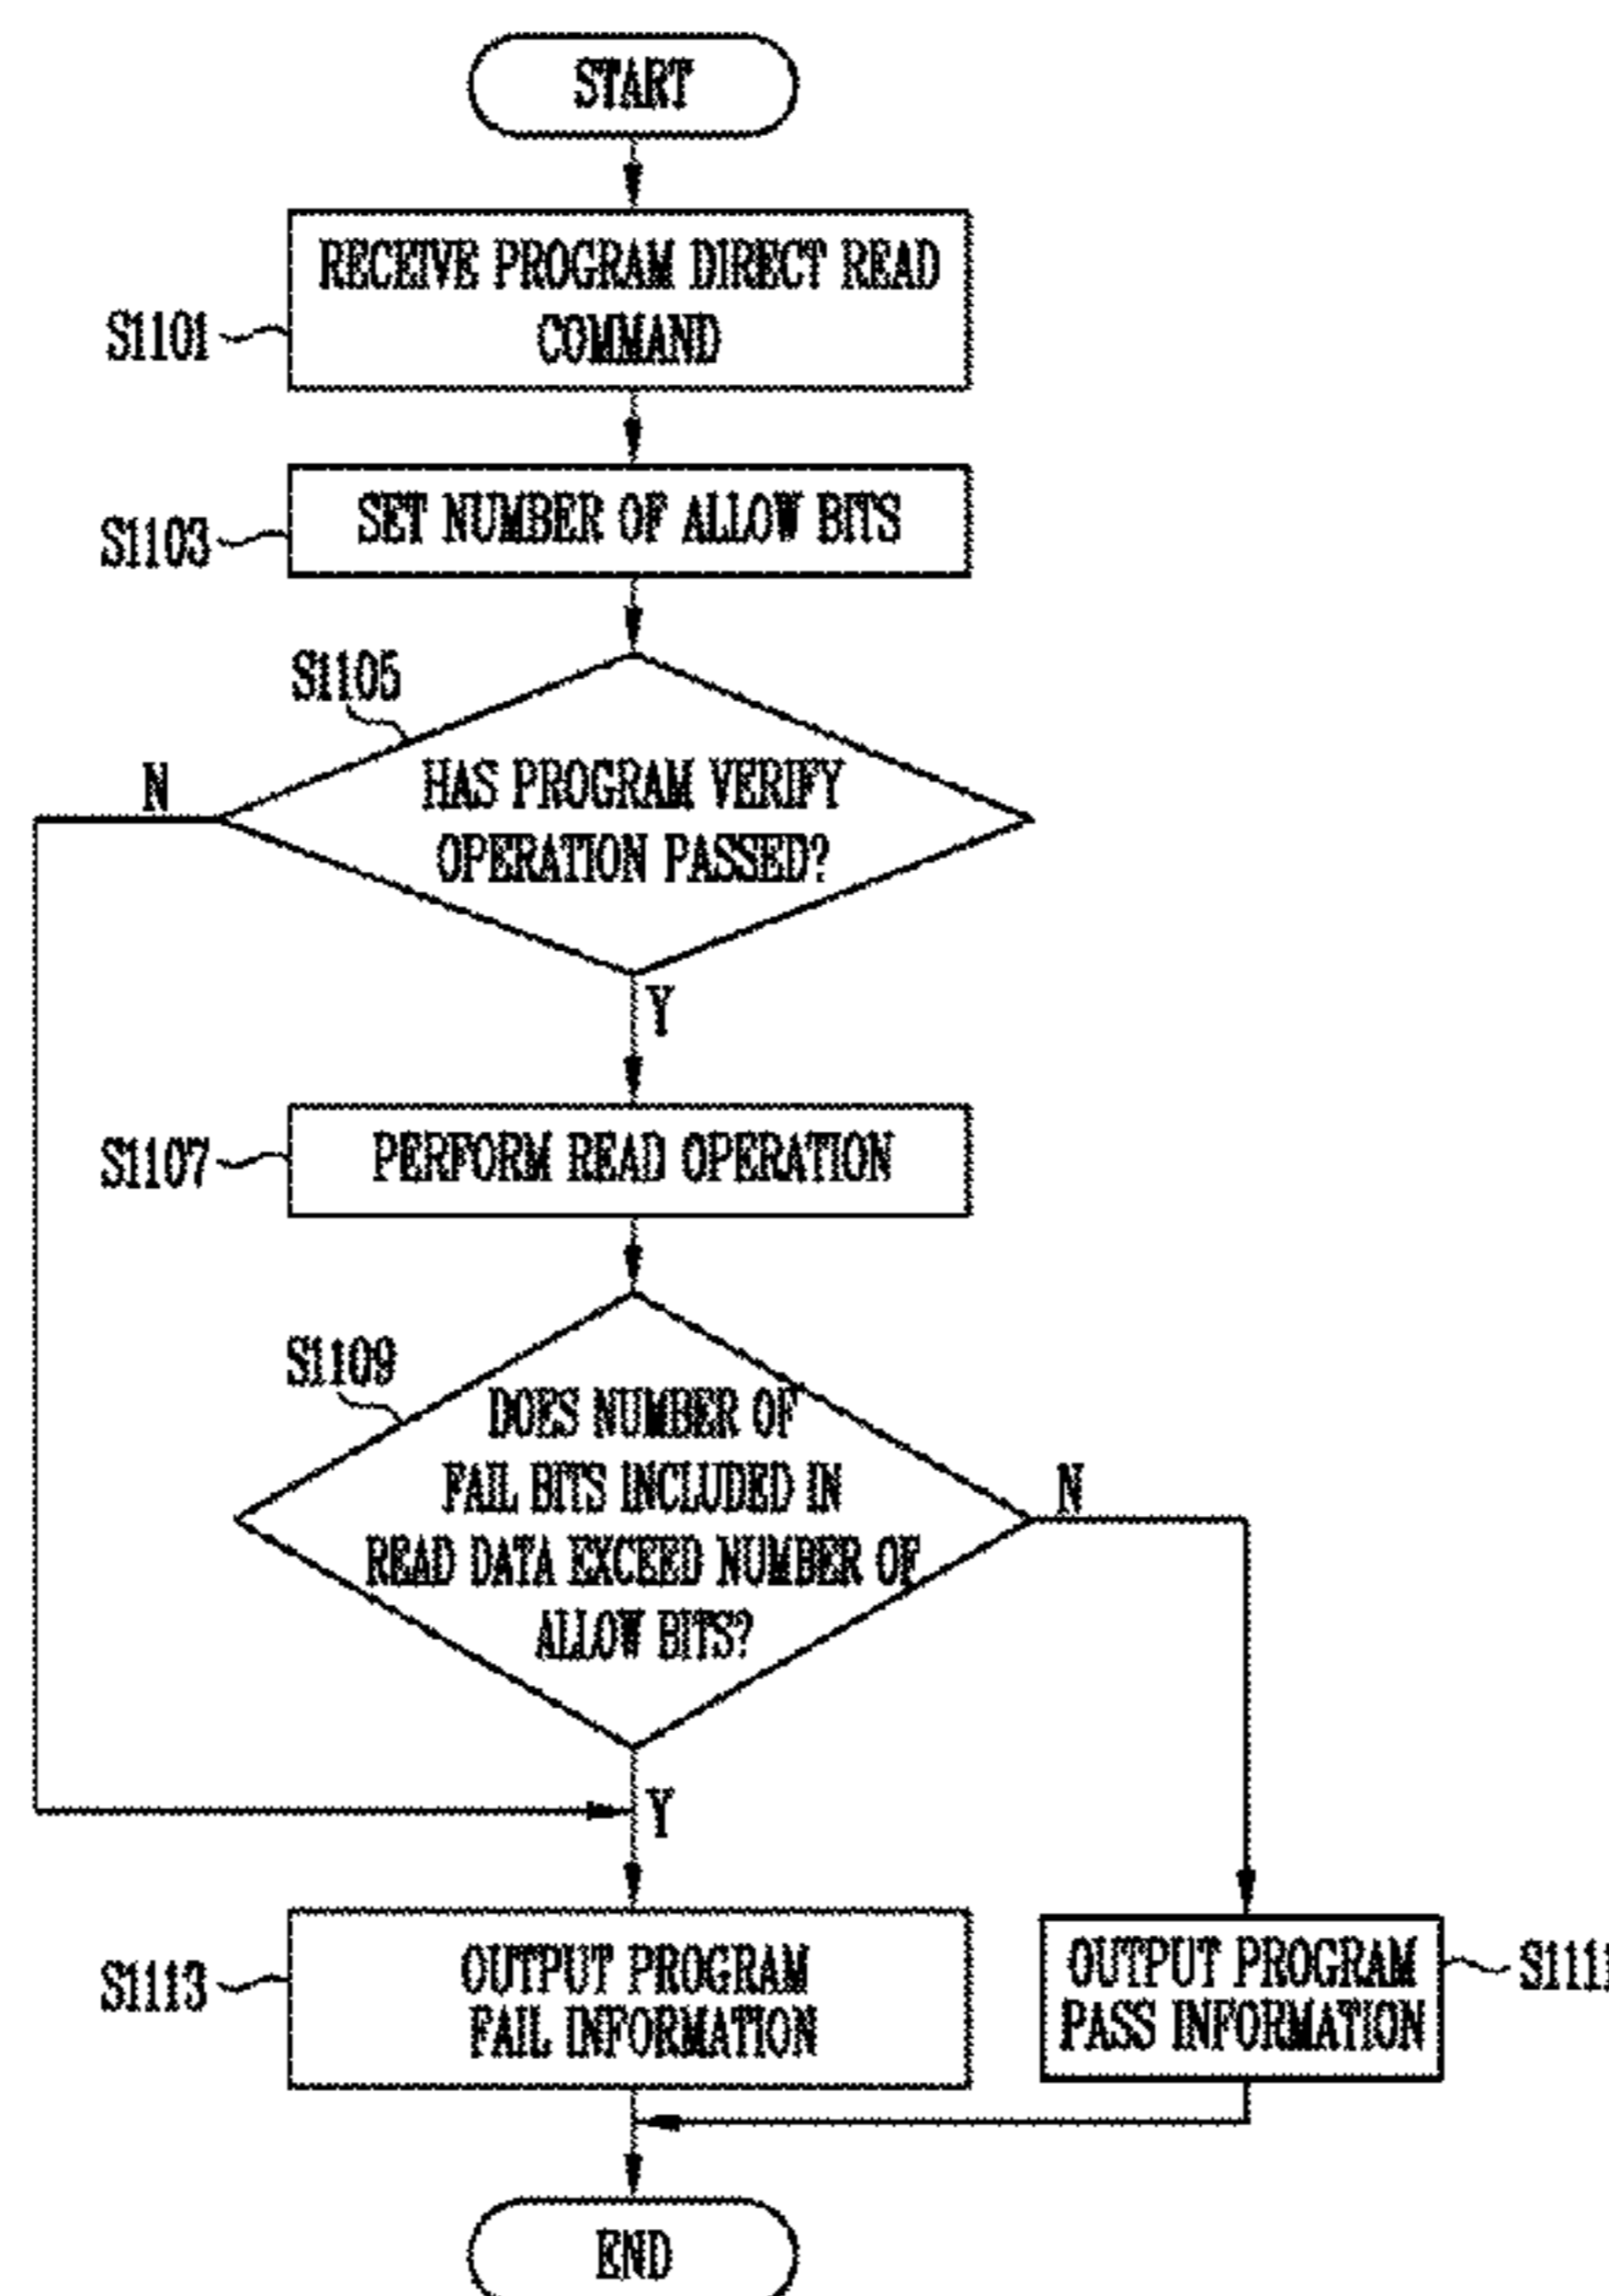 START
RECEIVE PROGRAM DIRECT READ
COMMAND
S1101
SET NUMBER OF ALLOW BITS
S1103
S1105
N
HAS PROGRAM VERIFY
OPERATION PASSED?
Y
S1107
PERFORM READ OPERATION
S1109
DOES NUMBER OF
FAIL BITS INCLUDED IN
READ DATA EXCEED NUMBER OF
ALLOW BITS?
N
Y
S1113
OUTPUT PROGRAM
FAIL INFORMATION
OUTPUT PROGRAM
PASS INFORMATION
S1111
END